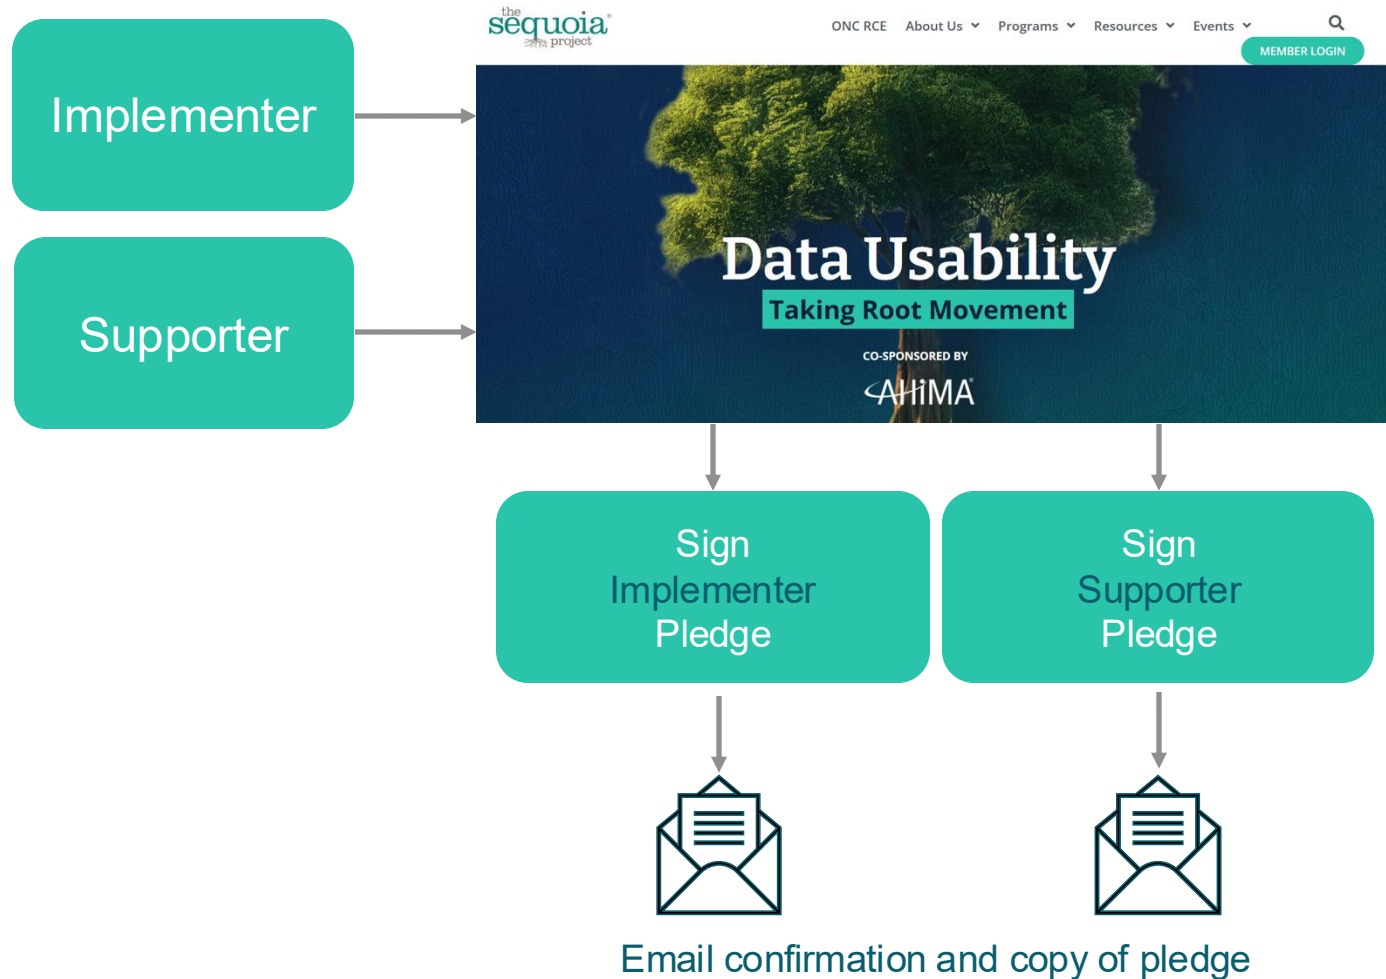 Implementer
Supporter
the
sequoia
project
ONC RCE About Us Programs Resources Events
MEMBER LOGIN
Data Usability
Taking Root Movement
CO-SPONSORED BY
AHiMA
Sign
Implementer
Pledge
Sign
Supporter
Pledge
Email confirmation and copy of pledge